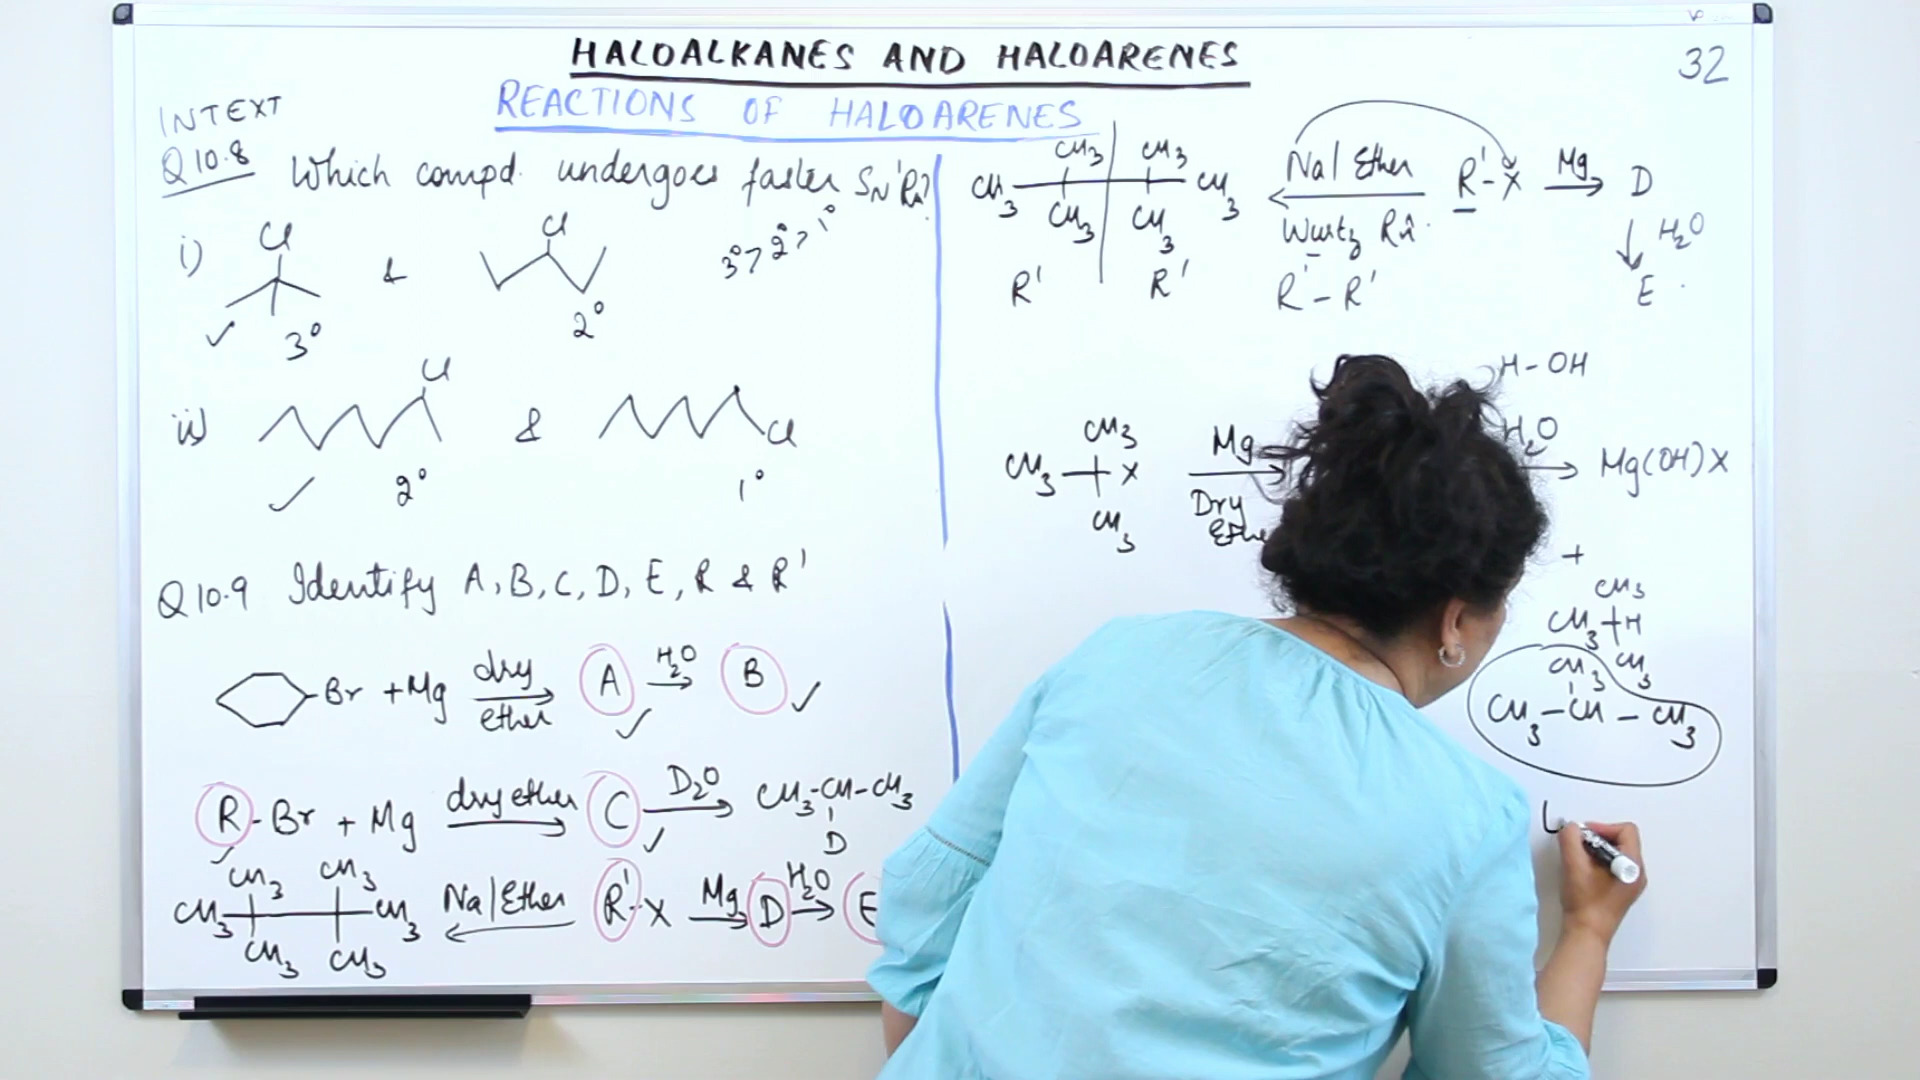 HALOALKANES AND HALOARENES
32
REACTIONS OF HALOARENES
INTEXT
Q 10.8 Which compd. undergoes faster SN1 Rn?
i) Cl & Cl 3° > 2° > 1°
3° 2°
ii) Cl & Cl
2° 1°
Q 10.9 Identify A, B, C, D, E, R & R'
Br + Mg dry ether A H2O B
R - Br + Mg dry ether C D2O CH3-CH-CH3
D
CH3 CH3
CH3 CH3 Na/Ether R'-X Mg D H2O E
CH3 CH3
CH3 CH3
CH3 CH3 Na/Ether R'-X Mg D
CH3 CH3 Wurtz Rn. H2O
R' R' R'-R' E
H-OH
CH3
CH3 X Mg H2O Mg(OH)X
CH3 Dry
+
CH3
CH3 H
CH3
CH3
CH3-CH-CH3